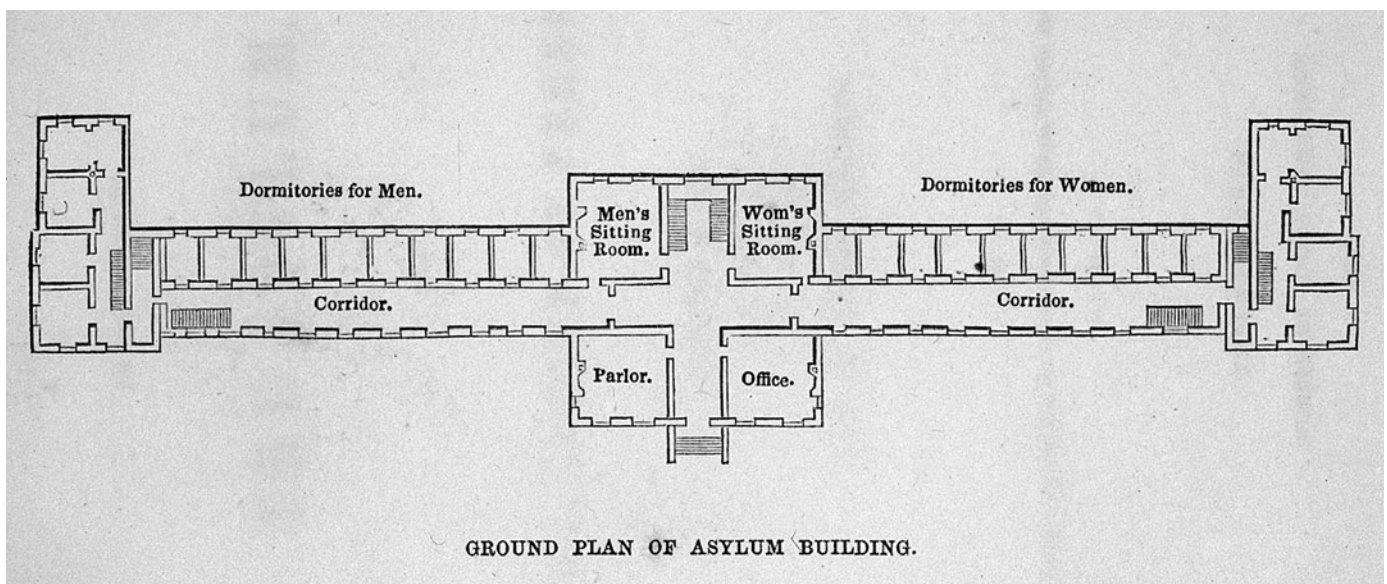 Dormitories for Men.
Dormitories for Women.
Men's
Sitting
Room.
Wom's
Sitting
Room.
Corridor.
Corridor.
Parlor.
Office.
GROUND PLAN OF ASYLUM BUILDING.